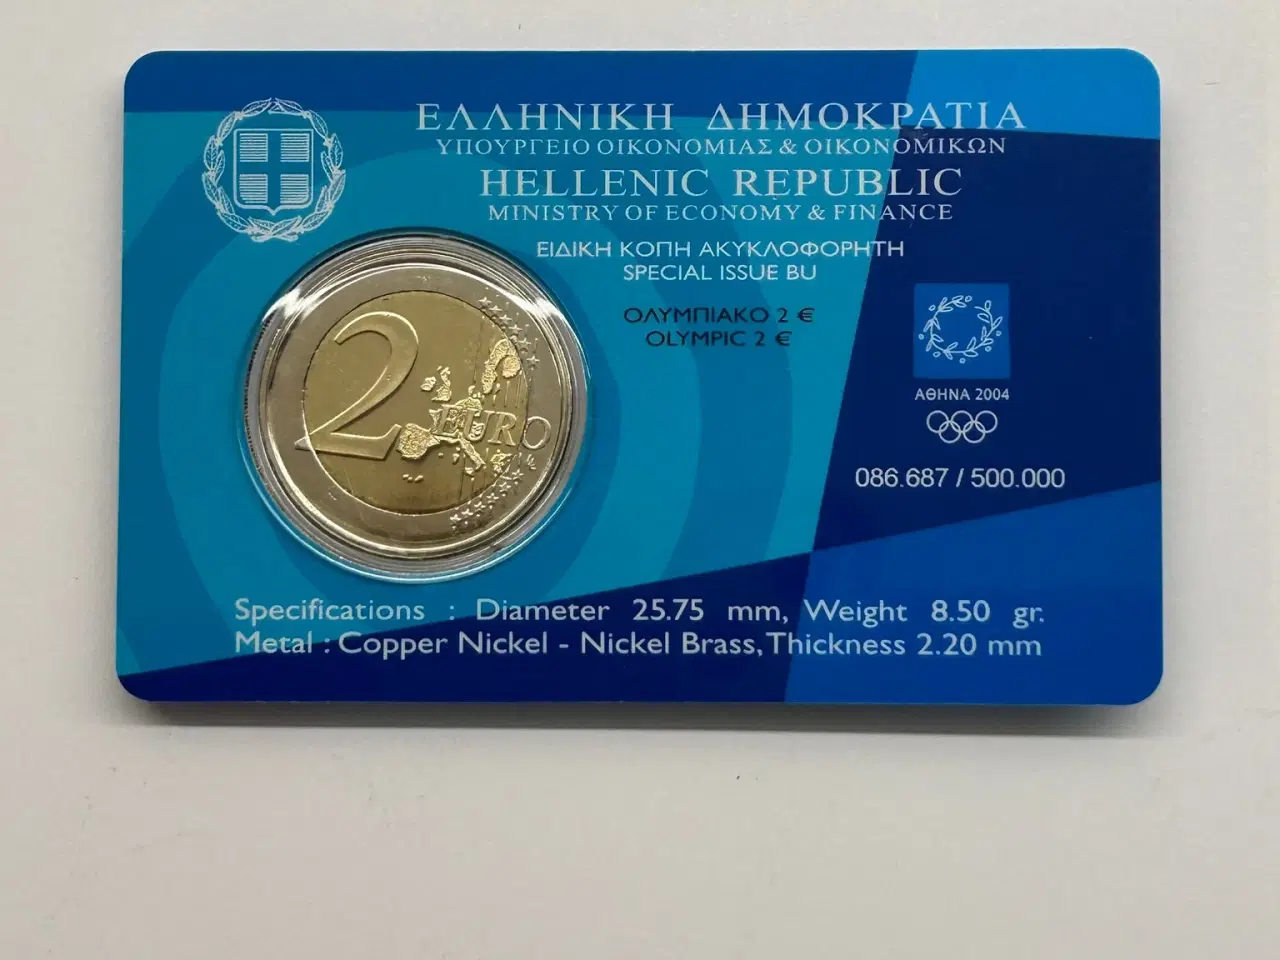 ΕΛΛΗΝΙΚΗ ΔΗΜΟΚΡΑΤΙΑ
ΥΠΟΥΡΓΕΙΟ ΟΙΚΟΝΟΜΙΑΣ & ΟΙΚΟΝΟΜΙΚΩΝ
HELLENIC REPUBLIC
MINISTRY OF ECONOMY & FINANCE
ΕΙΔΙΚΗ ΚΟΠΗ ΑΚΥΚΛΟΦΟΡΗΤΗ
SPECIAL ISSUE BU
ΟΛΥΜΠΙΑΚΟ 2 €
OLYMPIC 2 €
2 EURO
ΑΘΗΝΑ 2004
086.687 / 500.000
Specifications : Diameter 25.75 mm, Weight 8.50 gr.
Metal : Copper Nickel - Nickel Brass, Thickness 2.20 mm